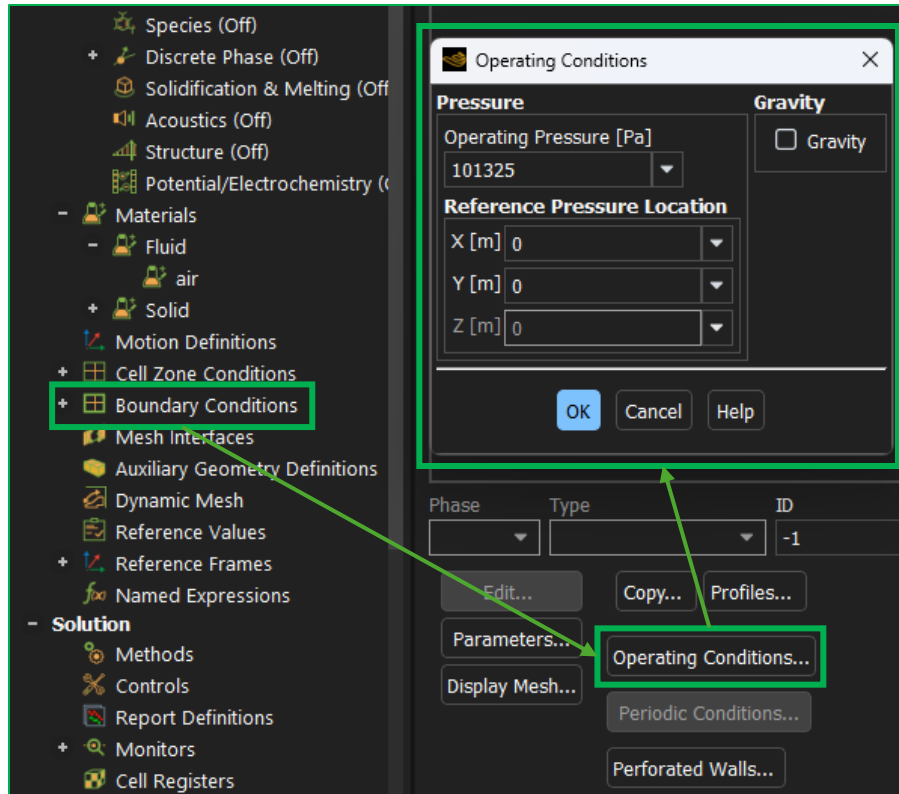 Species (Off)
+ Discrete Phase (Off)
Solidification & Melting (Off
Acoustics (Off)
Structure (Off)
Potential/Electrochemistry (
- Materials
- Fluid
air
+ Solid
Motion Definitions
+ Cell Zone Conditions
+ Boundary Conditions
Mesh Interfaces
Auxiliary Geometry Definitions
Dynamic Mesh
Reference Values
+ Reference Frames
f(x) Named Expressions
- Solution
Methods
Controls
Report Definitions
+ Monitors
Cell Registers
Operating Conditions
Pressure
Operating Pressure [Pa]
101325
Reference Pressure Location
X [m] 0
Y [m] 0
Z [m] 0
Gravity
Gravity
OK Cancel Help
Phase Type ID
-1
Edit... Copy... Profiles...
Parameters... Operating Conditions...
Display Mesh...
Periodic Conditions...
Perforated Walls...